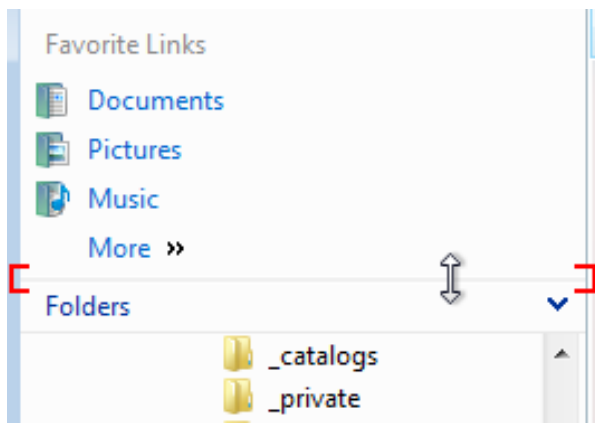 Favorite Links
Documents
Pictures
Music
More »
Folders
_catalogs
_private